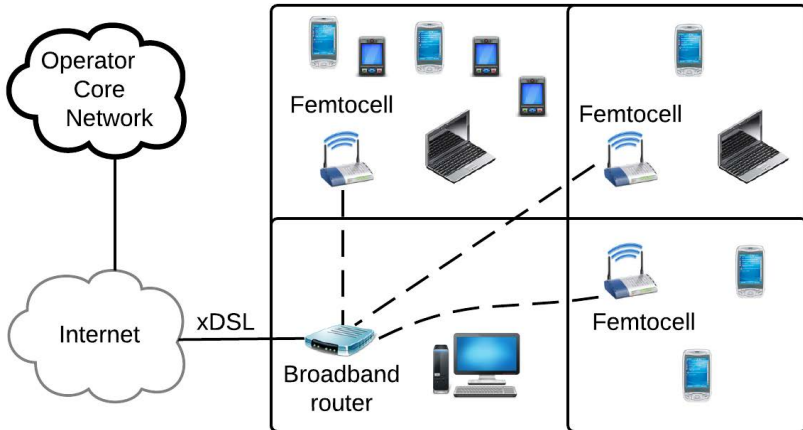 Operator
Core
Network
Femtocell
Femtocell
Internet
xDSL
Broadband
router
Femtocell